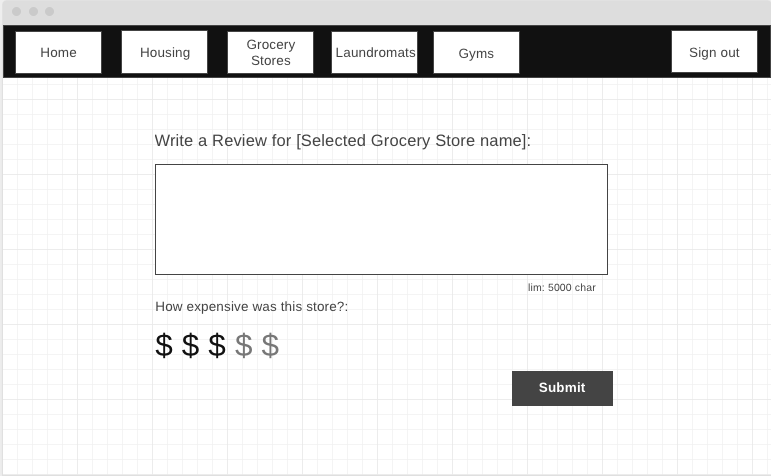 Home
Housing
Grocery
Stores
Laundromats
Gyms
Sign out
Write a Review for [Selected Grocery Store name]:
lim: 5000 char
How expensive was this store?:
$ $ $ $ $
Submit